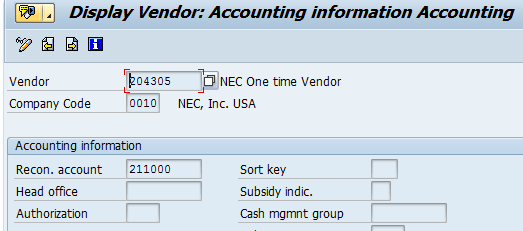 Display Vendor: Accounting information Accounting
Vendor 204305 NEC One time Vendor
Company Code 0010 NEC, Inc. USA
Accounting information
Recon. account 211000 Sort key
Head office Subsidy indic.
Authorization Cash mgmnt group